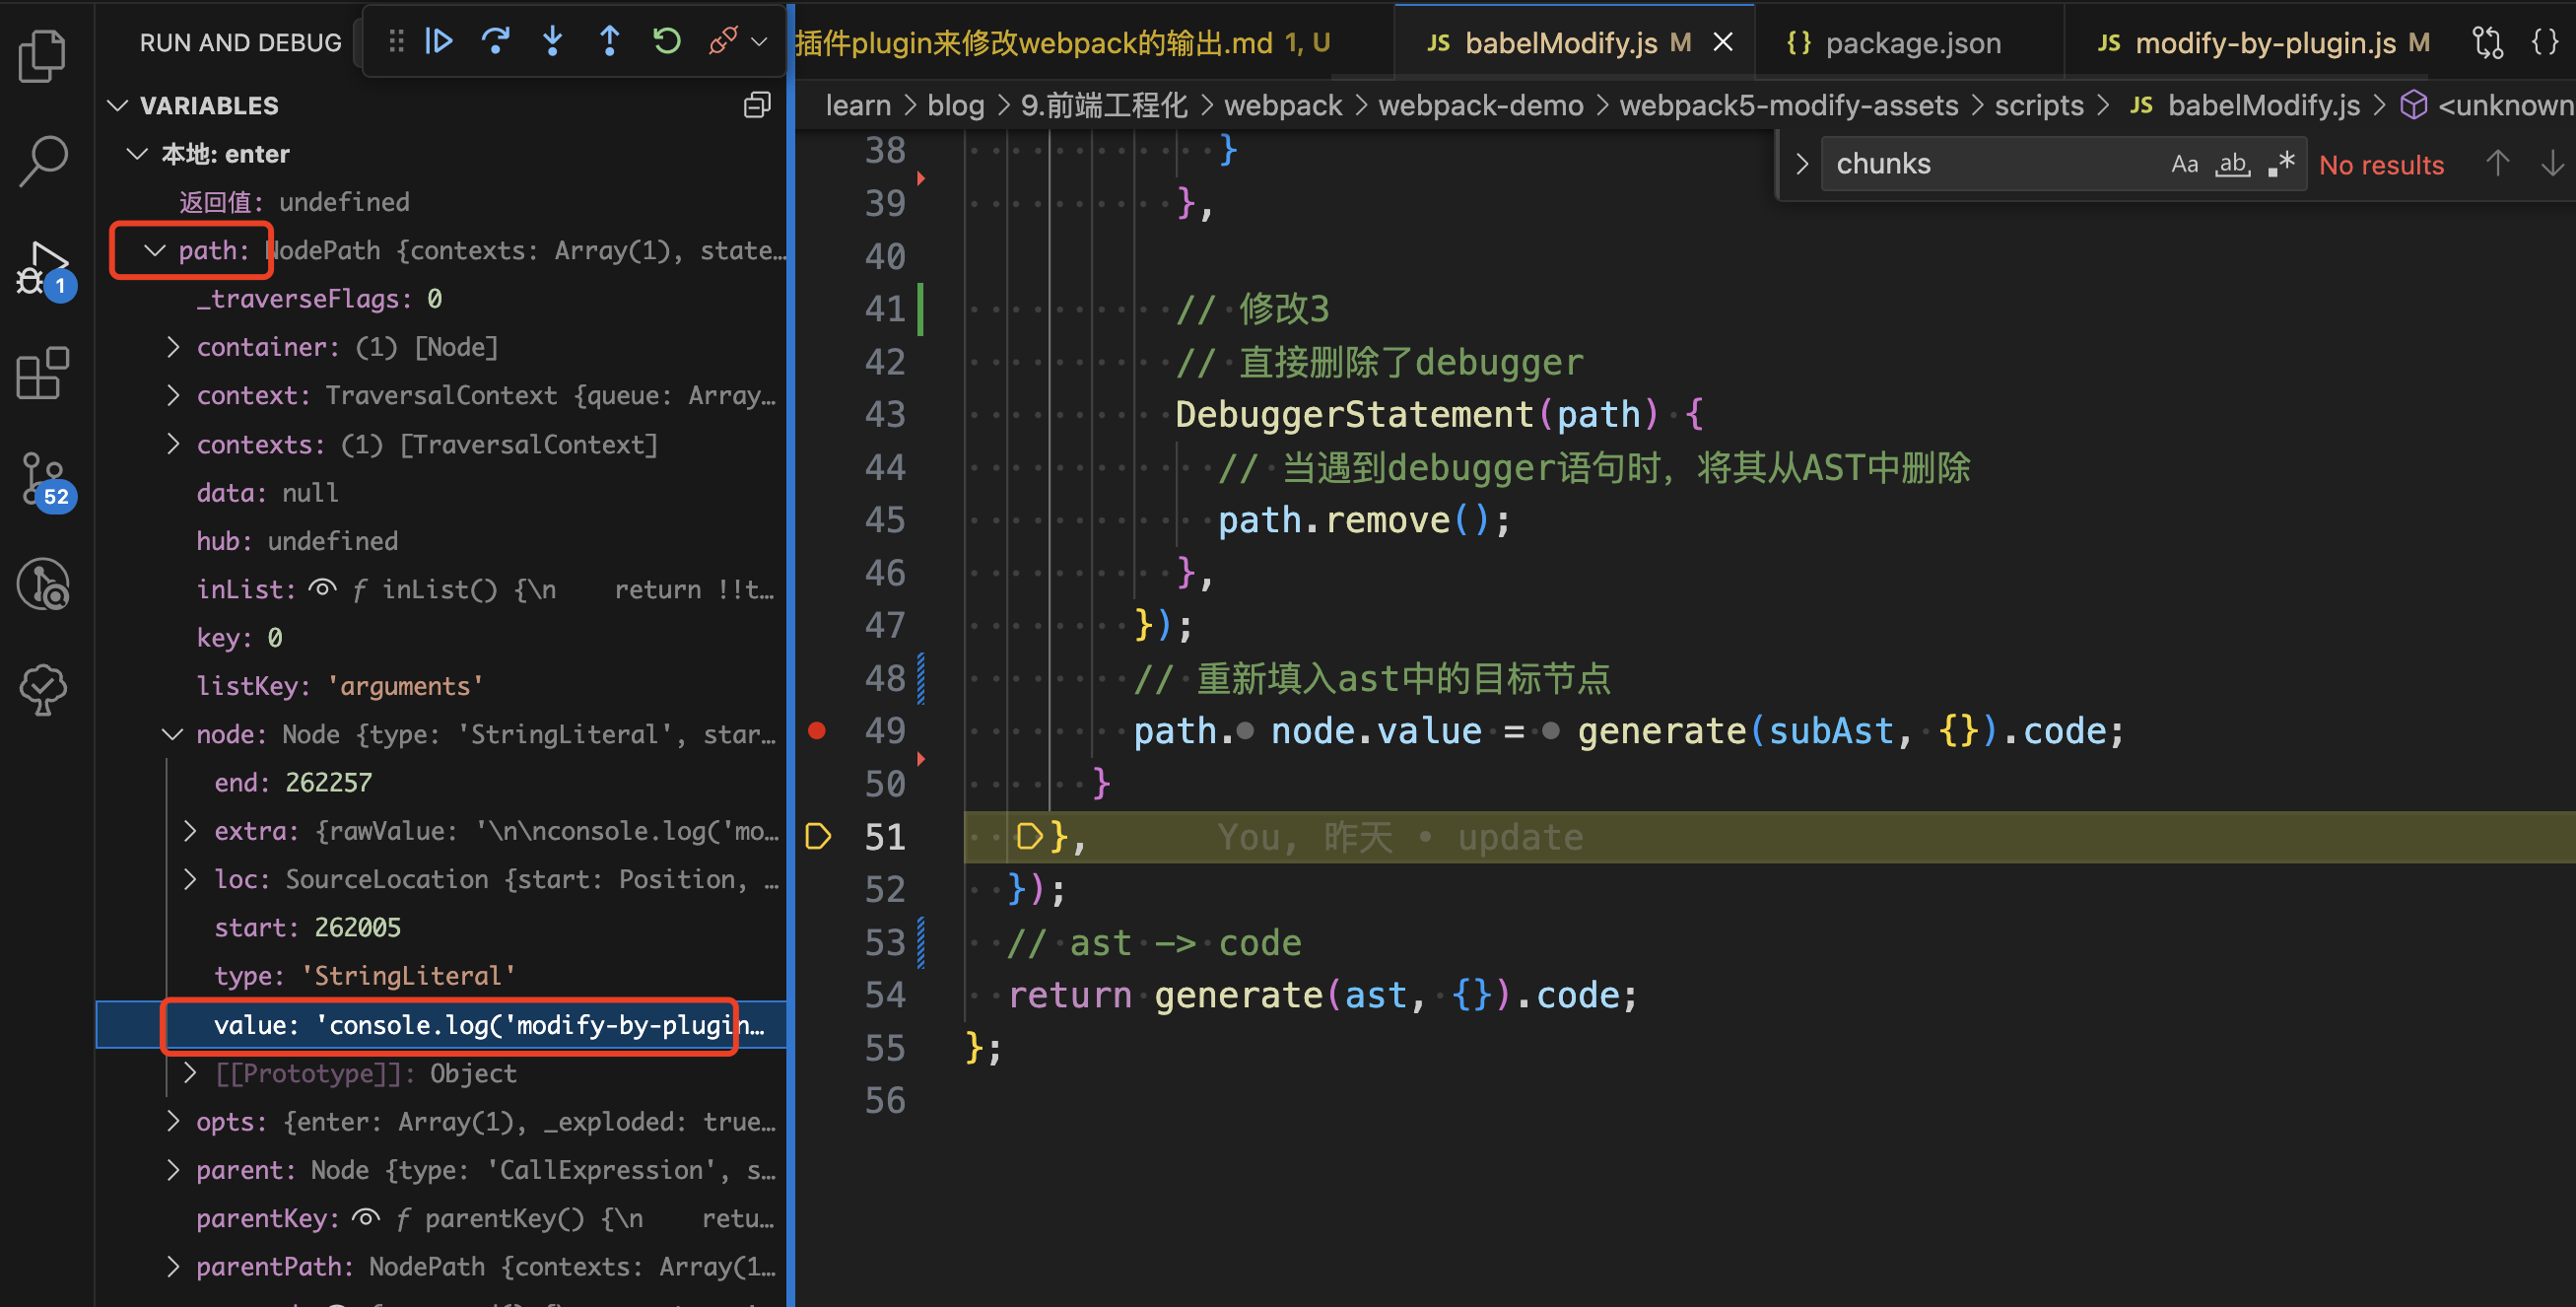 RUN AND DEBUG
插件plugin来修改webpack的输出.md 1, U
JS babelModify.js M
{} package.json
JS modify-by-plugin.js M
{}
learn > blog > 9.前端工程化 > webpack > webpack-demo > webpack5-modify-assets > scripts > JS babelModify.js > <unknown
chunks Aa ab .* No results
1
52
VARIABLES
本地: enter
返回值: undefined
path: NodePath {contexts: Array(1), state…
_traverseFlags: 0
container: (1) [Node]
context: TraversalContext {queue: Array…
contexts: (1) [TraversalContext]
data: null
hub: undefined
inList: f inList() {\n    return !!t…
key: 0
listKey: 'arguments'
node: Node {type: 'StringLiteral', star…
end: 262257
extra: {rawValue: '\n\nconsole.log('mo…
loc: SourceLocation {start: Position, …
start: 262005
type: 'StringLiteral'
value: 'console.log('modify-by-plugin…
[[Prototype]]: Object
opts: {enter: Array(1), _exploded: true…
parent: Node {type: 'CallExpression', s…
parentKey: f parentKey() {\n    retu…
parentPath: NodePath {contexts: Array(1…
38 }
39 },
40
41 // 修改3
42 // 直接删除了debugger
43 DebuggerStatement(path) {
44 // 当遇到debugger语句时，将其从AST中删除
45 path.remove();
46 },
47 });
48 // 重新填入ast中的目标节点
49 path. node.value = generate(subAst, {}).code;
50 }
51 }, You, 昨天 • update
52 });
53 // ast -> code
54 return generate(ast, {}).code;
55 };
56